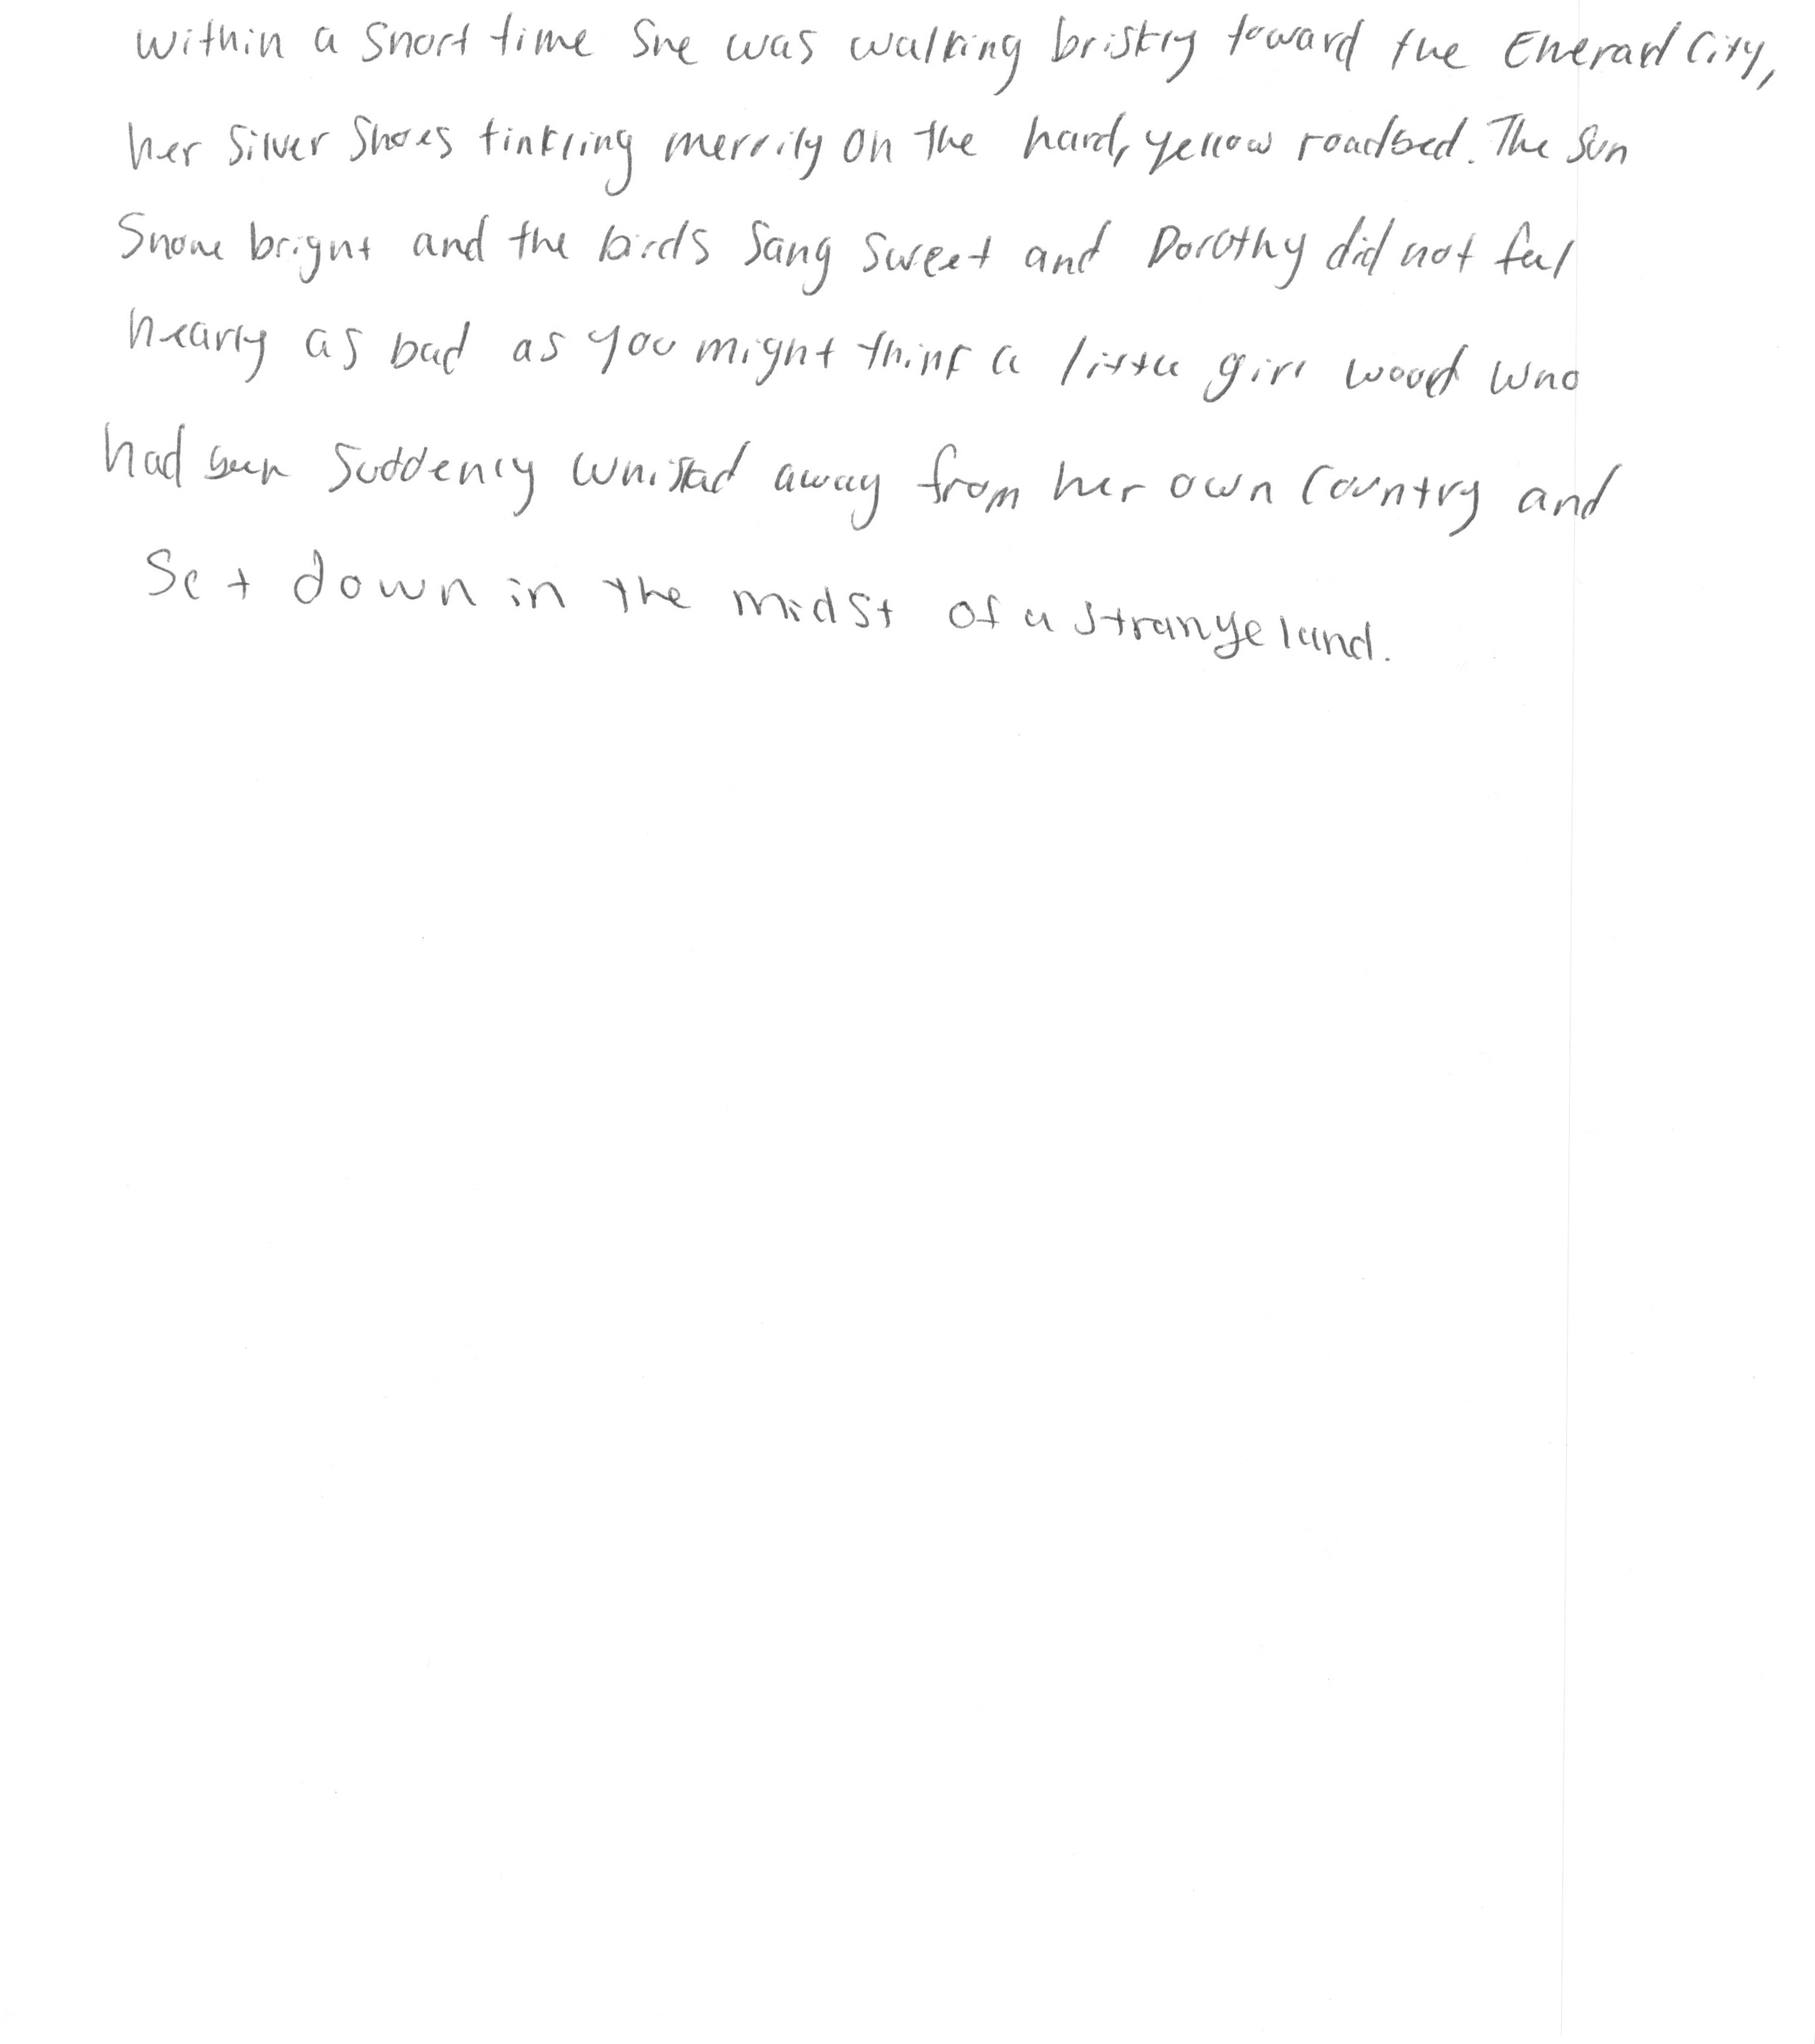 Within a short time she was walking briskly toward the Emerald City,
her Silver Shoes tinkling merrily on the hard, yellow roadbed. The sun
shone bright and the birds sang sweet and Dorothy did not feel
nearly as bad as you might think a little girl would who
had been suddenly whisked away from her own country and
set down in the midst of a strange land.